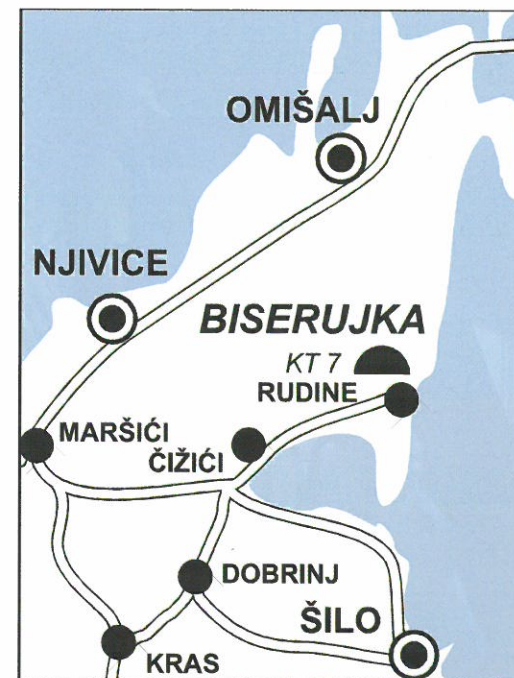 OMIŠALJ
NJIVICE
BISERUJKA
KT 7
RUDINE
MARŠIĆI
ČIŽIĆI
DOBRINJ
ŠILO
KRAS